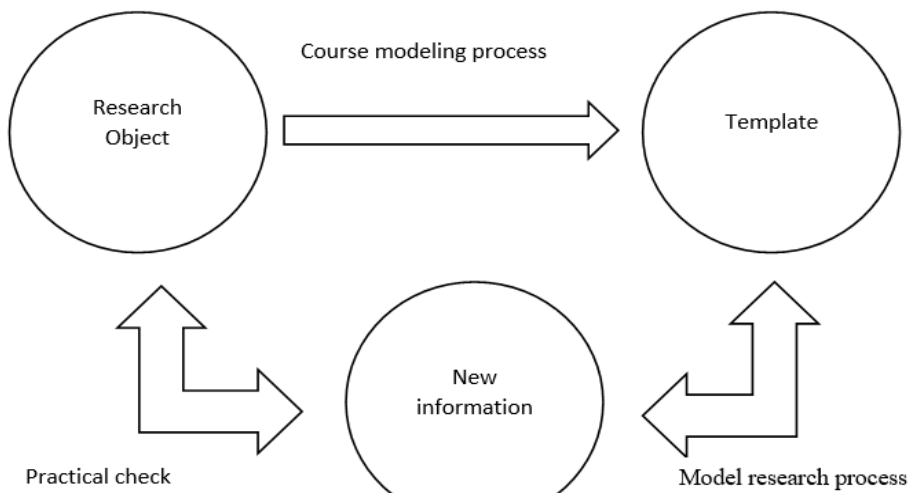 Course modeling process
Research
Object
Template
New
information
Practical check
Model research process